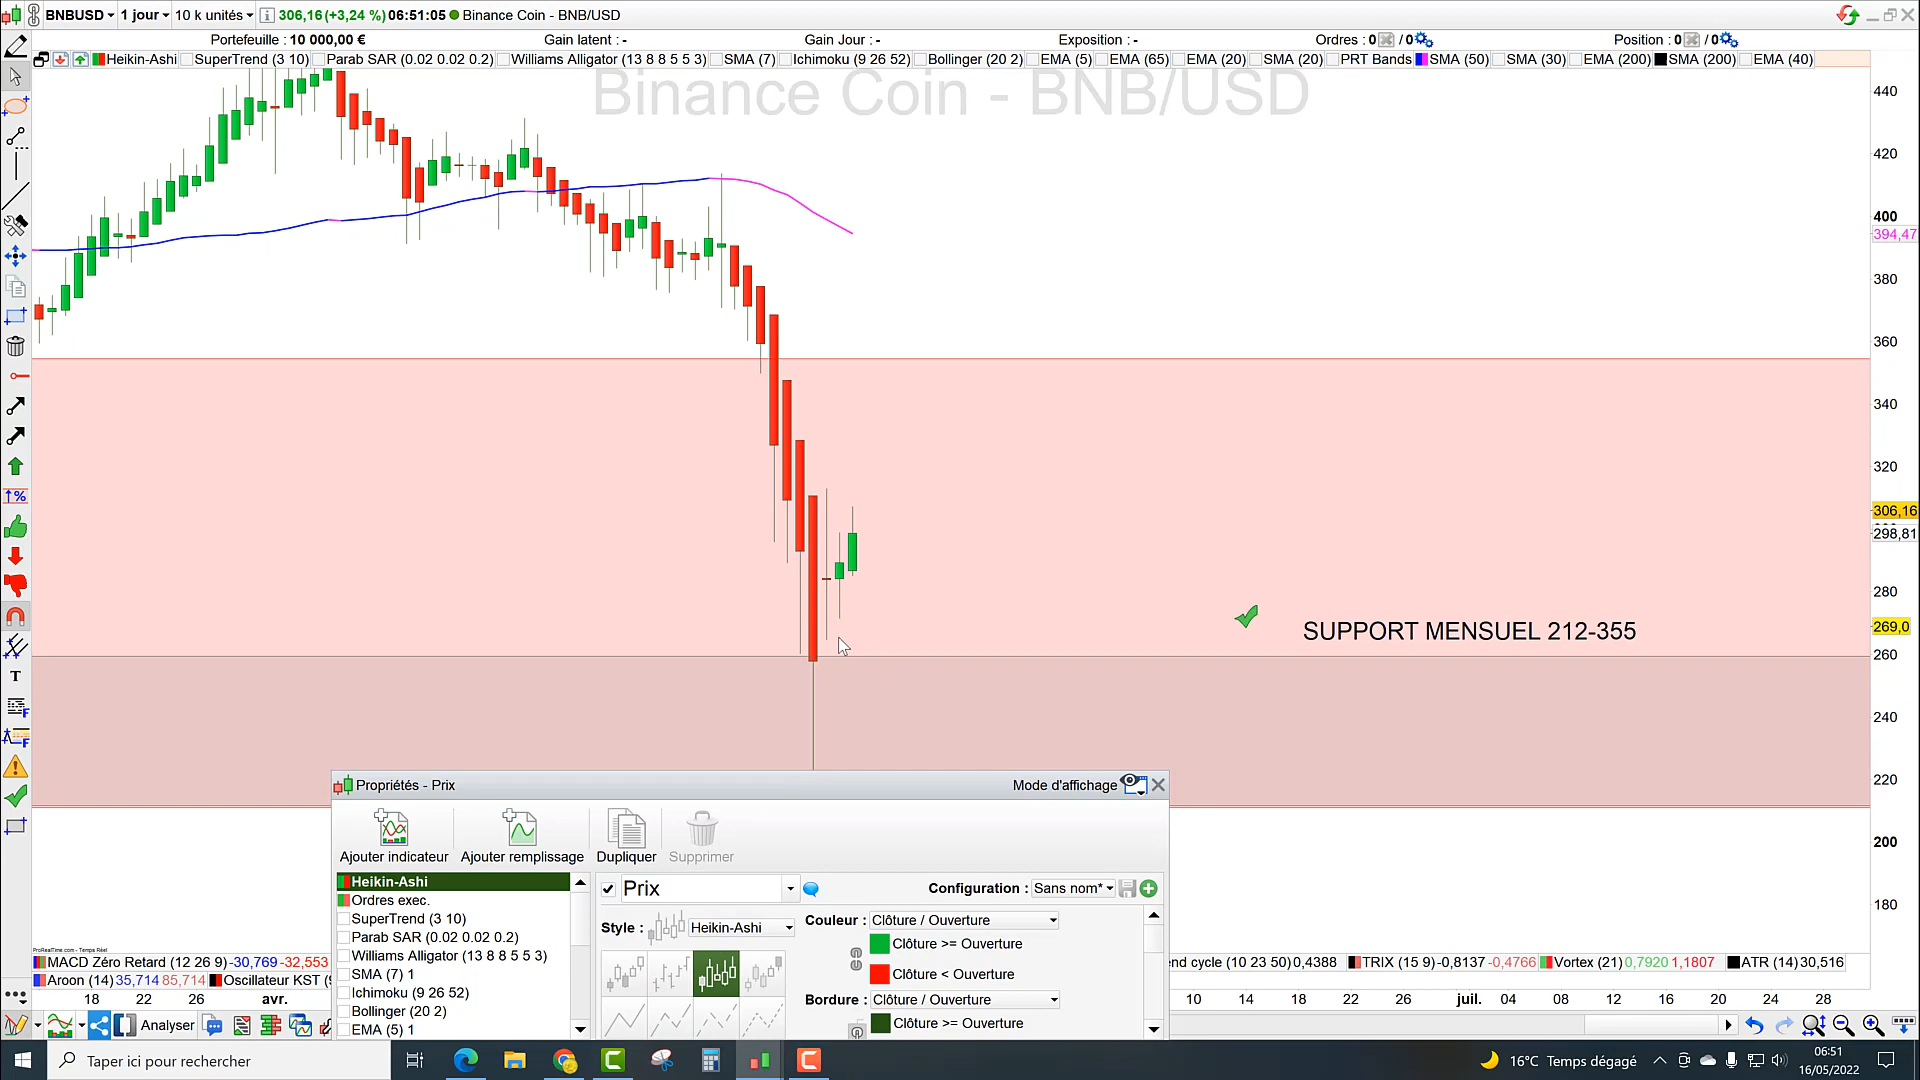 BNBUSD 1 jour 10 k unités 306,16 (+3,24 %) 06:51:05 Binance Coin - BNB/USD
Portefeuille : 10 000,00 € Gain latent : - Gain Jour : - Exposition : - Ordres : 0 / 0 Position : 0 / 0
Heikin-Ashi SuperTrend (3 10) Parab SAR (0.02 0.02 0.2) Williams Alligator (13 8 8 5 5 3) SMA (7) Ichimoku (9 26 52) Bollinger (20 2) EMA (5) EMA (65) EMA (20) SMA (20) PRT Bands SMA (50) SMA (30) EMA (200) SMA (200) EMA (40)
Binance Coin - BNB/USD
440
420
400
394,47
380
360
340
320
306,16
298,81
280
SUPPORT MENSUEL 212-355
269,0
260
240
220
200
180
Propriétés - Prix Mode d'affichage
Ajouter indicateur Ajouter remplissage Dupliquer Supprimer
Heikin-Ashi
Ordres exec.
SuperTrend (3 10)
Parab SAR (0.02 0.02 0.2)
Williams Alligator (13 8 8 5 5 3)
SMA (7) 1
Ichimoku (9 26 52)
Bollinger (20 2)
EMA (5) 1
Prix Configuration : Sans nom*
Style : Heikin-Ashi Couleur : Clôture / Ouverture
Clôture >= Ouverture
Clôture < Ouverture
Bordure : Clôture / Ouverture
Clôture >= Ouverture
ProRealTime.com - Temps Réel
MACD Zéro Retard (12 26 9) -30,769 -32,553
nd cycle (10 23 50) 0,4388 TRIX (15 9) -0,8137 -0,4766 Vortex (21) 0,7920 1,1807 ATR (14) 30,516
Aroon (14) 35,714 85,714 Oscillateur KST (9
18 22 26 avr. 10 14 18 22 26 juil. 04 08 12 16 20 24 28
Analyser
Taper ici pour rechercher
16°C Temps dégagé
06:51
16/05/2022